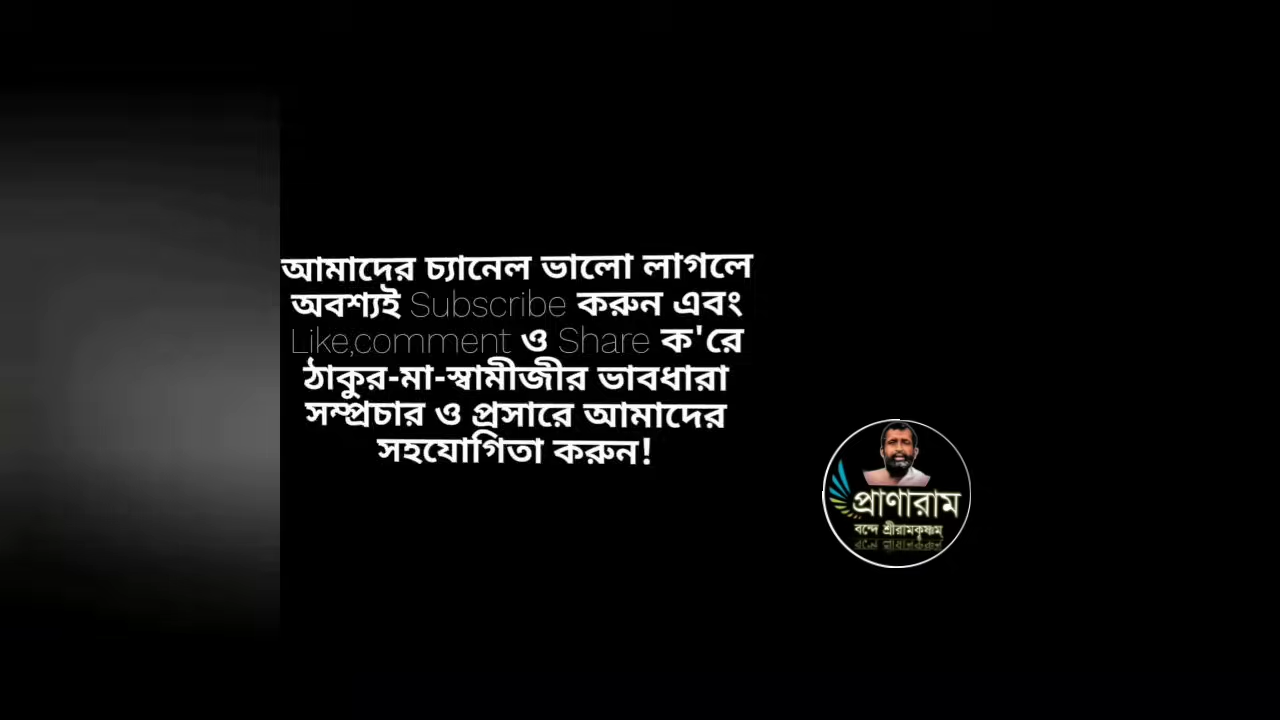 আমাদের চ্যানেল ভালো লাগলে
অবশ্যই Subscribe করুন এবং
Like,comment ও Share ক'রে
ঠাকুর-মা-স্বামীজীর ভাবধারা
সম্প্রচার ও প্রসারে আমাদের
সহযোগিতা করুন!
প্রাণারাম
বন্দে শ্রীরামকৃষ্ণম্